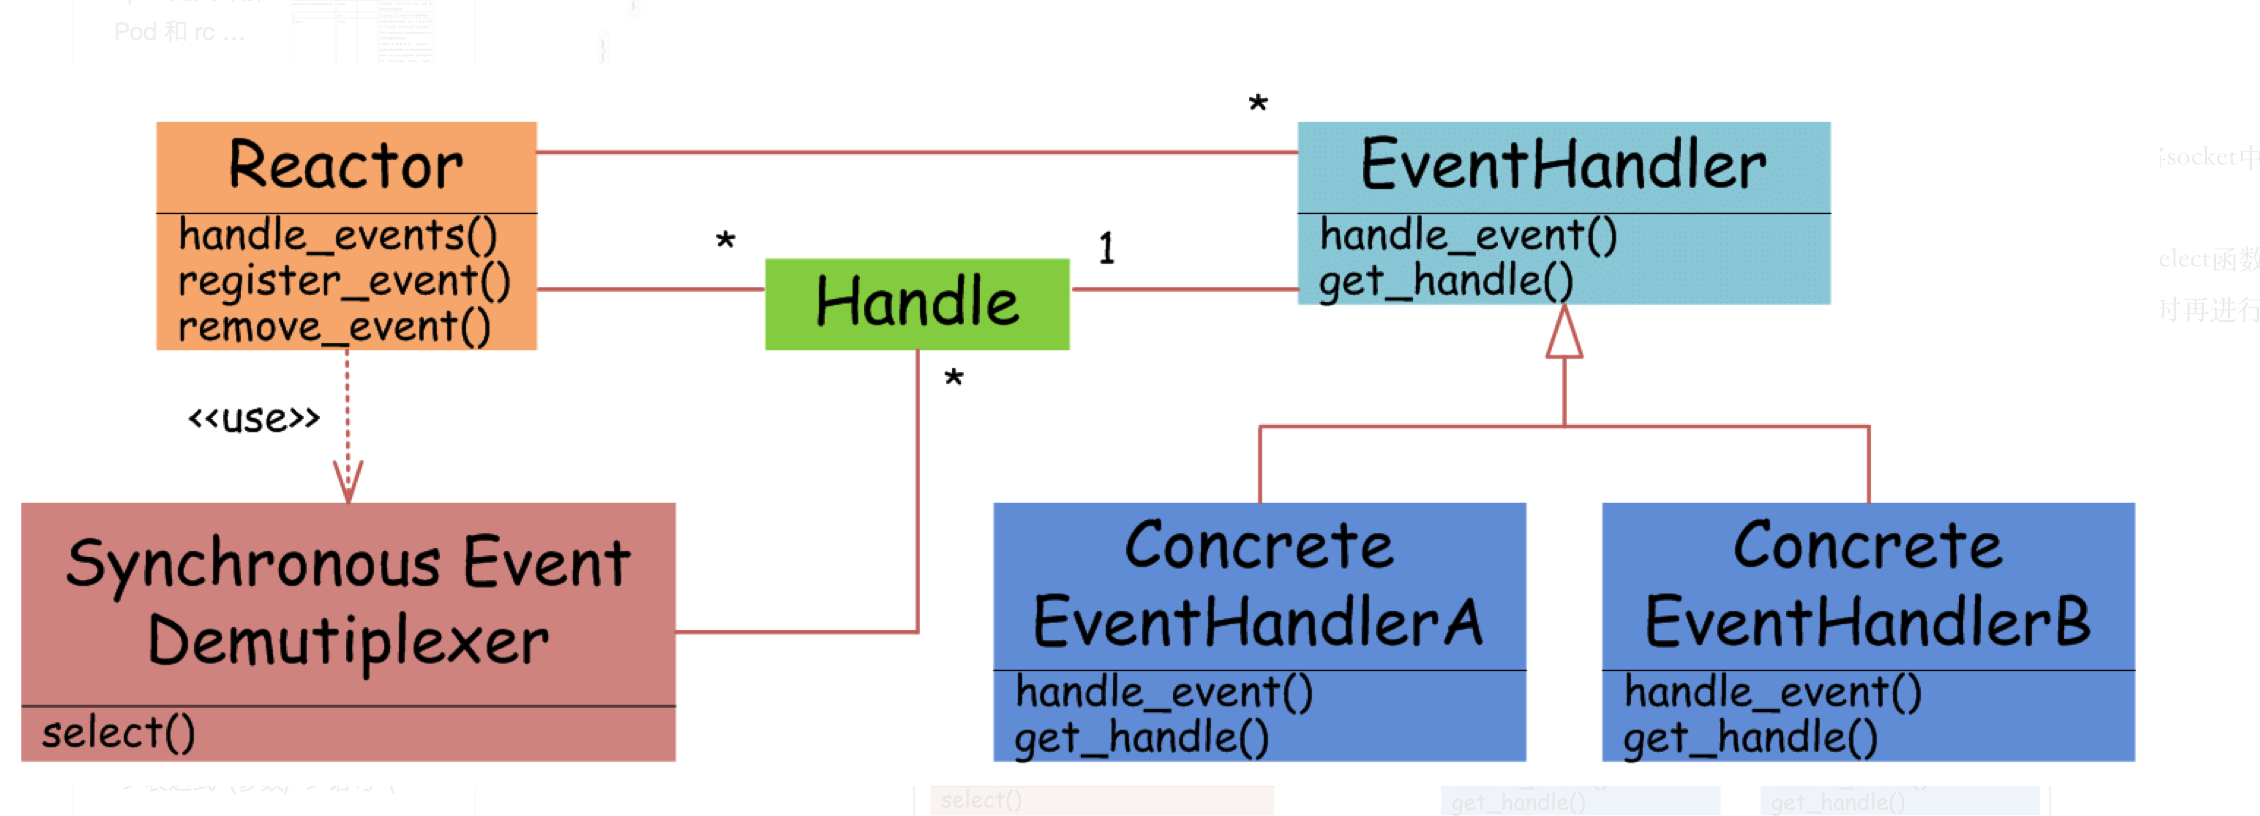 Pod 和 rc ...
*
Reactor
handle_events()
register_event()
remove_event()
EventHandler
handle_event()
get_handle()
*
Handle
1
*
<<use>>
socket中
elect函数
时再进行
Synchronous Event
Demutiplexer
select()
Concrete
EventHandlerA
handle_event()
get_handle()
Concrete
EventHandlerB
handle_event()
get_handle()
select()
get_handle()
get_handle()